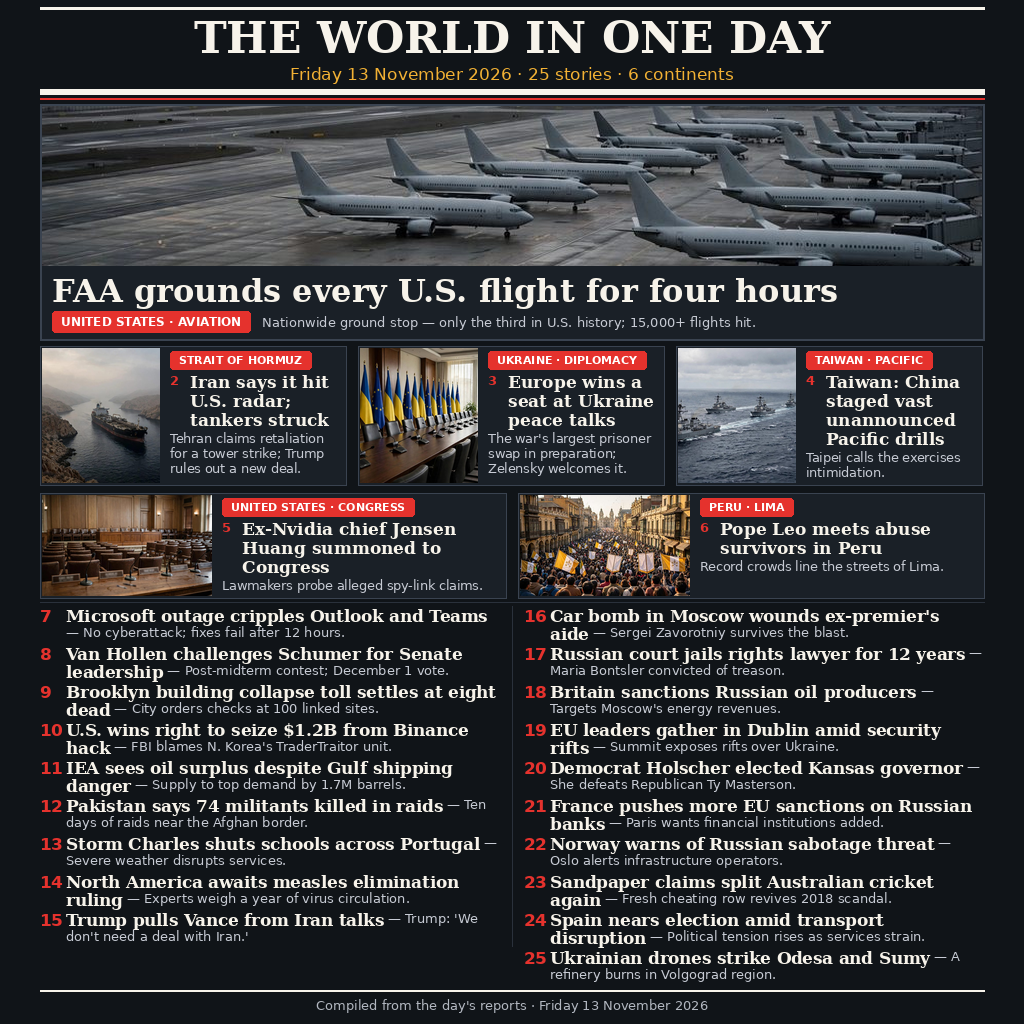 THE WORLD IN ONE DAY
Friday 13 November 2026 · 25 stories · 6 continents
FAA grounds every U.S. flight for four hours
UNITED STATES · AVIATION
Nationwide ground stop — only the third in U.S. history; 15,000+ flights hit.
STRAIT OF HORMUZ
2 Iran says it hit
U.S. radar;
tankers struck
Tehran claims retaliation
for a tower strike; Trump
rules out a new deal.
UKRAINE · DIPLOMACY
3 Europe wins a
seat at Ukraine
peace talks
The war's largest prisoner
swap in preparation;
Zelensky welcomes it.
TAIWAN · PACIFIC
4 Taiwan: China
staged vast
unannounced
Pacific drills
Taipei calls the exercises
intimidation.
UNITED STATES · CONGRESS
5 Ex-Nvidia chief Jensen
Huang summoned to
Congress
Lawmakers probe alleged spy-link claims.
PERU · LIMA
6 Pope Leo meets abuse
survivors in Peru
Record crowds line the streets of Lima.
7 Microsoft outage cripples Outlook and Teams
— No cyberattack; fixes fail after 12 hours.
8 Van Hollen challenges Schumer for Senate
leadership — Post-midterm contest; December 1 vote.
9 Brooklyn building collapse toll settles at eight
dead — City orders checks at 100 linked sites.
10 U.S. wins right to seize $1.2B from Binance
hack — FBI blames N. Korea's TraderTraitor unit.
11 IEA sees oil surplus despite Gulf shipping
danger — Supply to top demand by 1.7M barrels.
12 Pakistan says 74 militants killed in raids — Ten
days of raids near the Afghan border.
13 Storm Charles shuts schools across Portugal —
Severe weather disrupts services.
14 North America awaits measles elimination
ruling — Experts weigh a year of virus circulation.
15 Trump pulls Vance from Iran talks — Trump: 'We
don't need a deal with Iran.'
16 Car bomb in Moscow wounds ex-premier's
aide — Sergei Zavorotniy survives the blast.
17 Russian court jails rights lawyer for 12 years —
Maria Bontsler convicted of treason.
18 Britain sanctions Russian oil producers —
Targets Moscow's energy revenues.
19 EU leaders gather in Dublin amid security
rifts — Summit exposes rifts over Ukraine.
20 Democrat Holscher elected Kansas governor —
She defeats Republican Ty Masterson.
21 France pushes more EU sanctions on Russian
banks — Paris wants financial institutions added.
22 Norway warns of Russian sabotage threat —
Oslo alerts infrastructure operators.
23 Sandpaper claims split Australian cricket
again — Fresh cheating row revives 2018 scandal.
24 Spain nears election amid transport
disruption — Political tension rises as services strain.
25 Ukrainian drones strike Odesa and Sumy — A
refinery burns in Volgograd region.
Compiled from the day's reports · Friday 13 November 2026